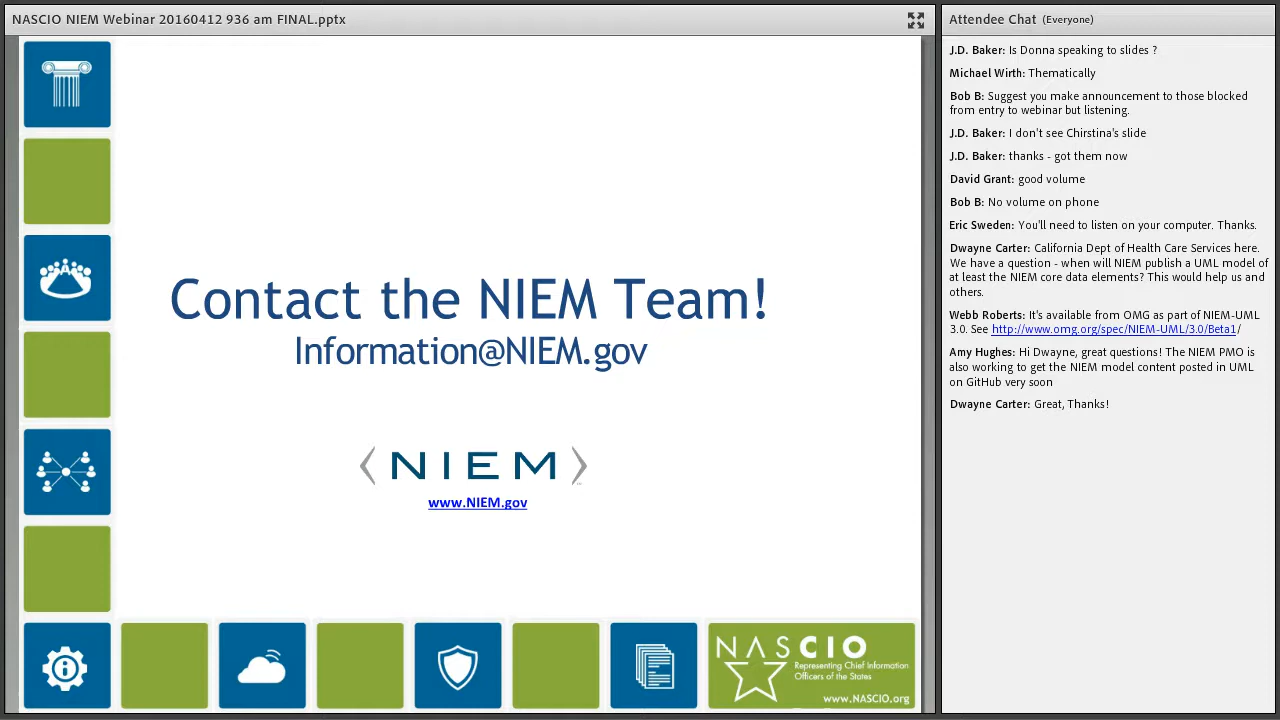 NASCIO NIEM Webinar 20160412 936 am FINAL.pptx
Contact the NIEM Team!
Information@NIEM.gov
NIEM
www.NIEM.gov
NASCIO
Representing Chief Information
Officers of the States
www.NASCIO.org
Attendee Chat (Everyone)
J.D. Baker: Is Donna speaking to slides ?
Michael Wirth: Thematically
Bob B: Suggest you make announcement to those blocked
from entry to webinar but listening.
J.D. Baker: I don't see Chirstina's slide
J.D. Baker: thanks - got them now
David Grant: good volume
Bob B: No volume on phone
Eric Sweden: You'll need to listen on your computer. Thanks.
Dwayne Carter: California Dept of Health Care Services here.
We have a question - when will NIEM publish a UML model of
at least the NIEM core data elements? This would help us and
others.
Webb Roberts: It's available from OMG as part of NIEM-UML
3.0. See http://www.omg.org/spec/NIEM-UML/3.0/Beta1/
Amy Hughes: Hi Dwayne, great questions! The NIEM PMO is
also working to get the NIEM model content posted in UML
on GitHub very soon
Dwayne Carter: Great, Thanks!